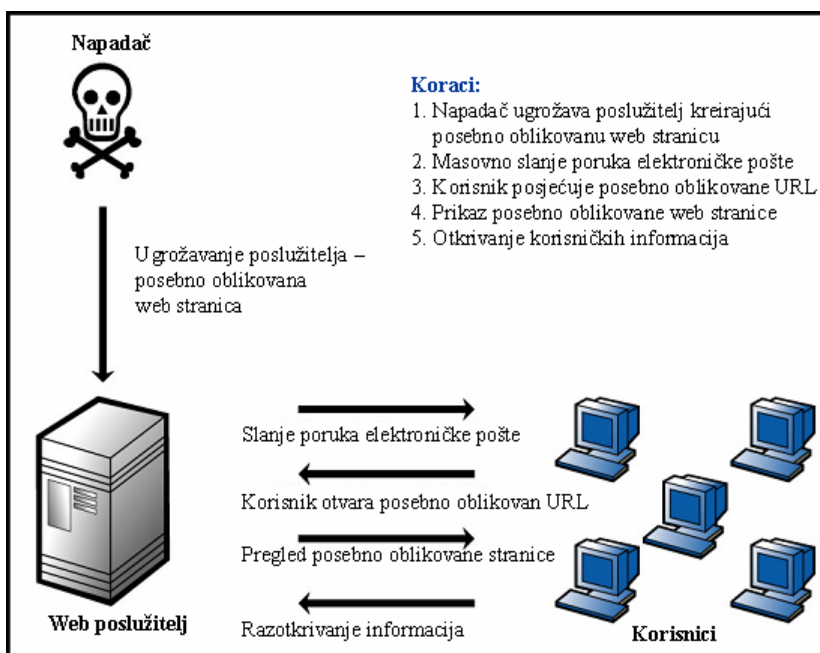 Napadač
Koraci:
1. Napadač ugrožava poslužitelj kreirajući
posebno oblikovanu web stranicu
2. Masovno slanje poruka elektroničke pošte
3. Korisnik posjećuje posebno oblikovane URL
4. Prikaz posebno oblikovane web stranice
5. Otkrivanje korisničkih informacija
Ugrožavanje poslužitelja –
posebno oblikovana
web stranica
Slanje poruka elektroničke pošte
Korisnik otvara posebno oblikovan URL
Pregled posebno oblikovane stranice
Razotkrivanje informacija
Web poslužitelj
Korisnici